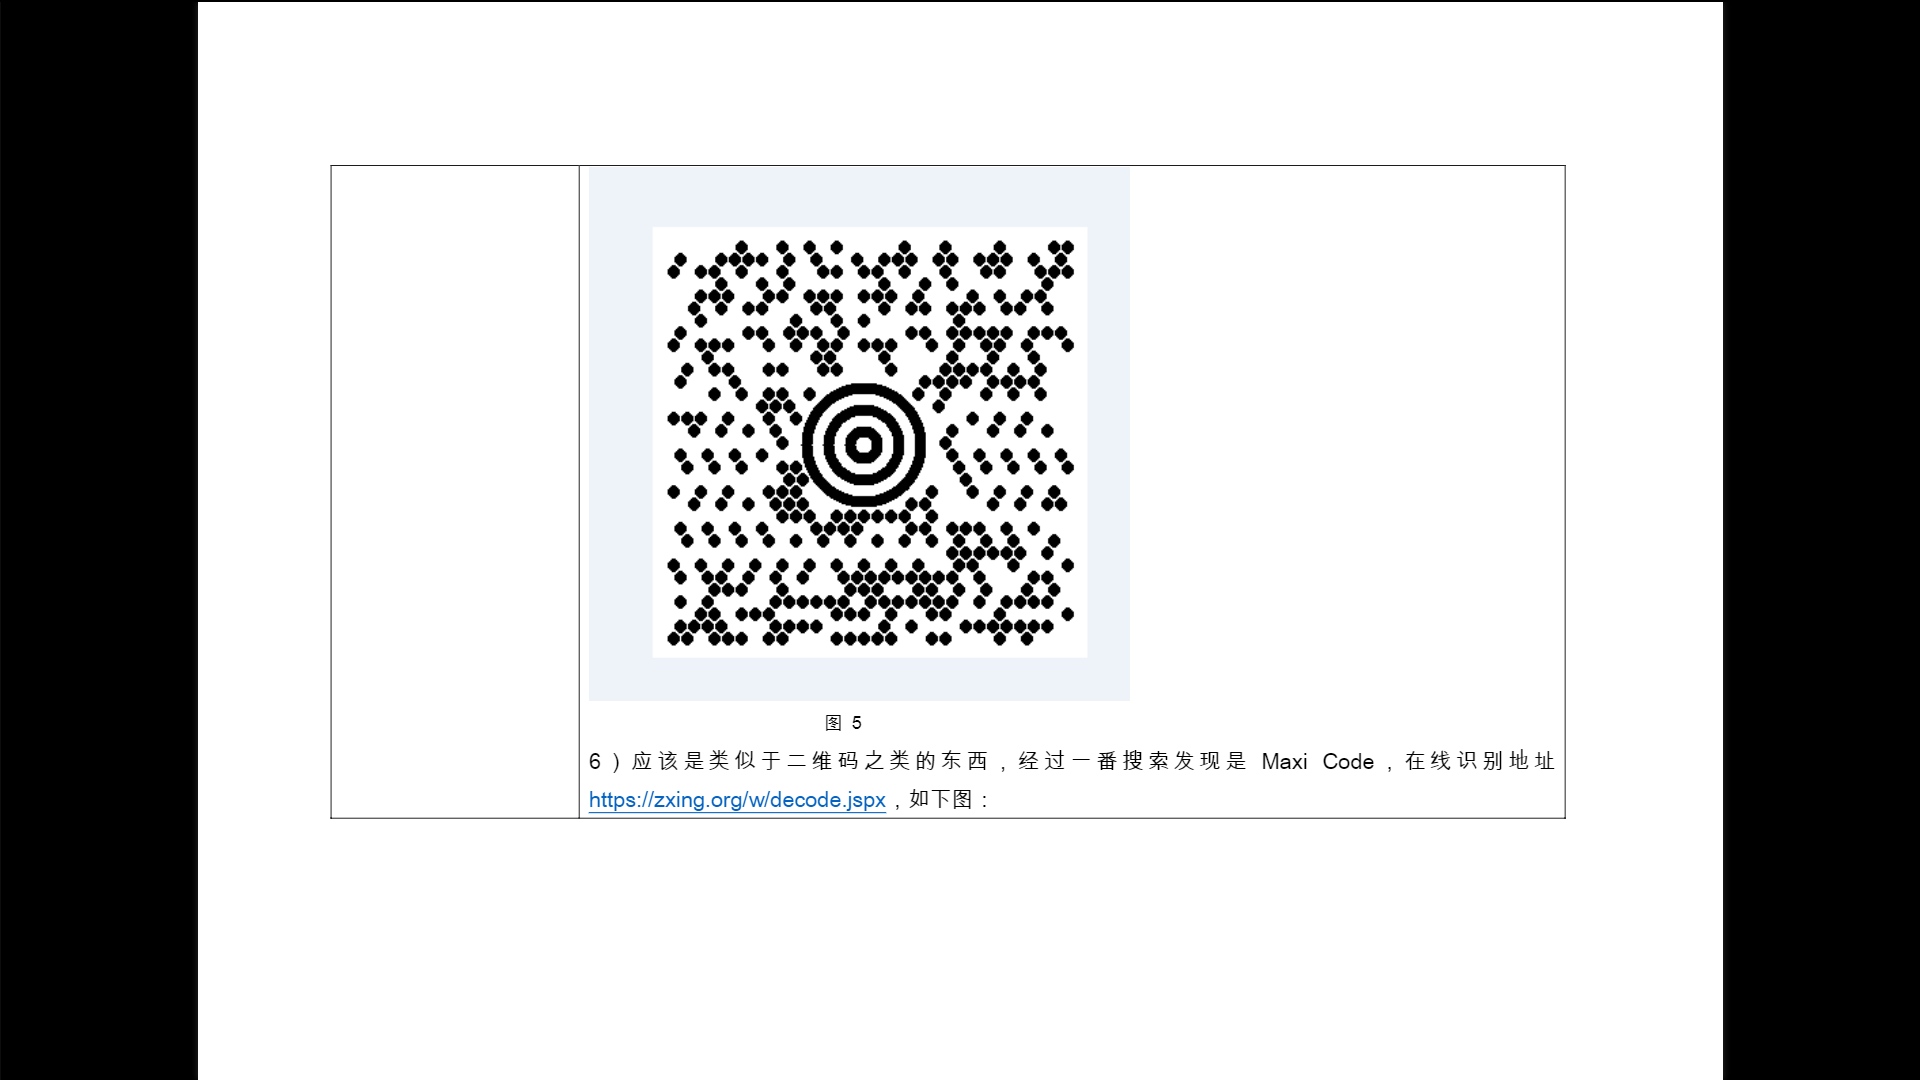 图 5
6 ) 应该是类似于二维码之类的东西 , 经过一番搜索发现是 Maxi Code , 在线识别地址
https://zxing.org/w/decode.jspx , 如下图 :